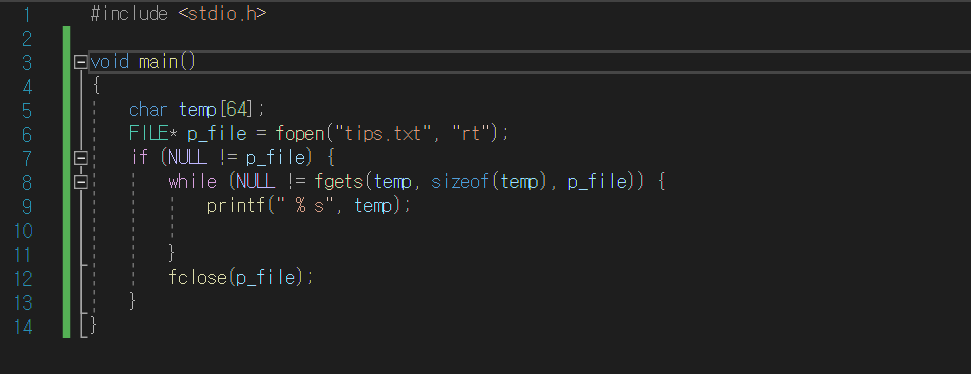 1 #include <stdio.h>
2
3 void main()
4 {
5 char temp[64];
6 FILE* p_file = fopen("tips.txt", "rt");
7 if (NULL != p_file) {
8 while (NULL != fgets(temp, sizeof(temp), p_file)) {
9 printf(" % s", temp);
10
11 }
12 fclose(p_file);
13 }
14 }